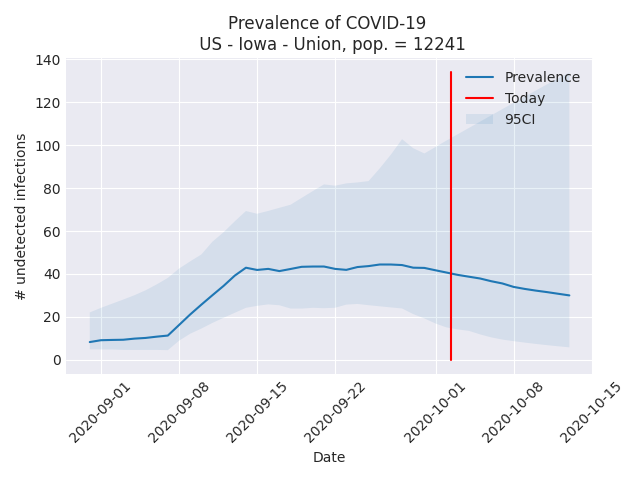 Prevalence of COVID-19
US - Iowa - Union, pop. = 12241
140
120
100
80
60
40
20
0
# undetected infections
Prevalence
Today
95CI
2020-09-01
2020-09-08
2020-09-15
2020-09-22
2020-10-01
2020-10-08
2020-10-15
Date